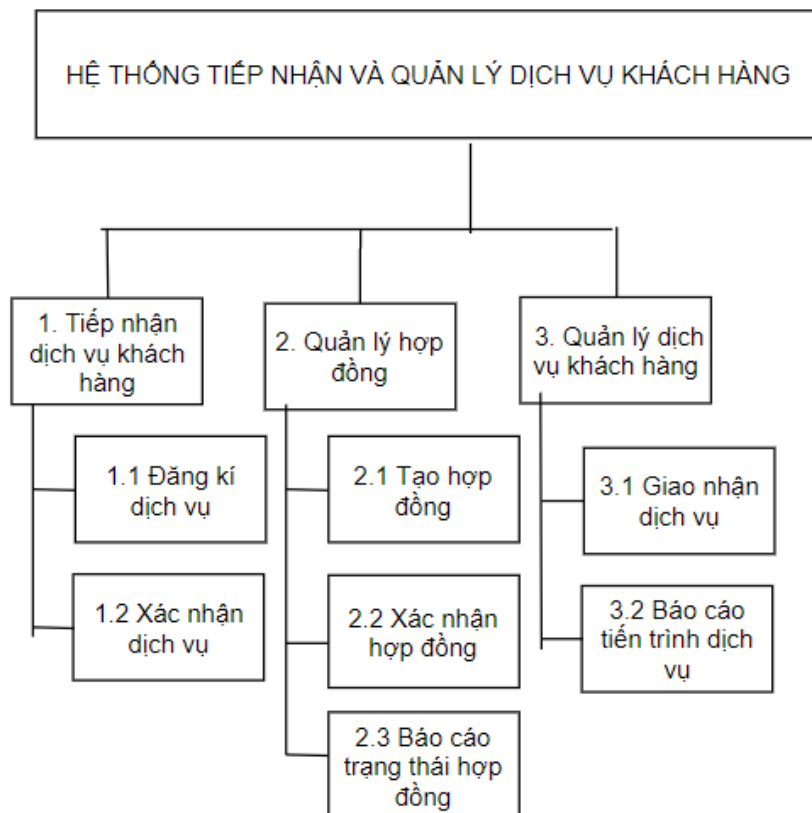 HỆ THỐNG TIẾP NHẬN VÀ QUẢN LÝ DỊCH VỤ KHÁCH HÀNG
1. Tiếp nhận
dịch vụ khách
hàng
1.1 Đăng kí
dịch vụ
1.2 Xác nhận
dịch vụ
2. Quản lý hợp
đồng
2.1 Tạo hợp
đồng
2.2 Xác nhận
hợp đồng
2.3 Báo cáo
trạng thái hợp
đồng
3. Quản lý dịch
vụ khách hàng
3.1 Giao nhận
dịch vụ
3.2 Báo cáo
tiến trình dịch
vụ